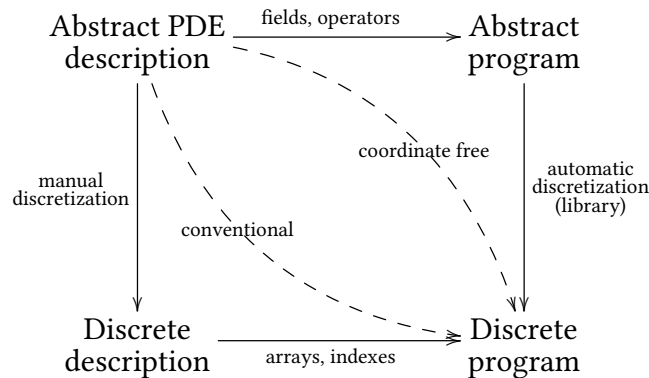 fields, operators
Abstract PDE
description
Abstract
program
coordinate free
manual
discretization
automatic
discretization
(library)
conventional
Discrete
description
arrays, indexes
Discrete
program